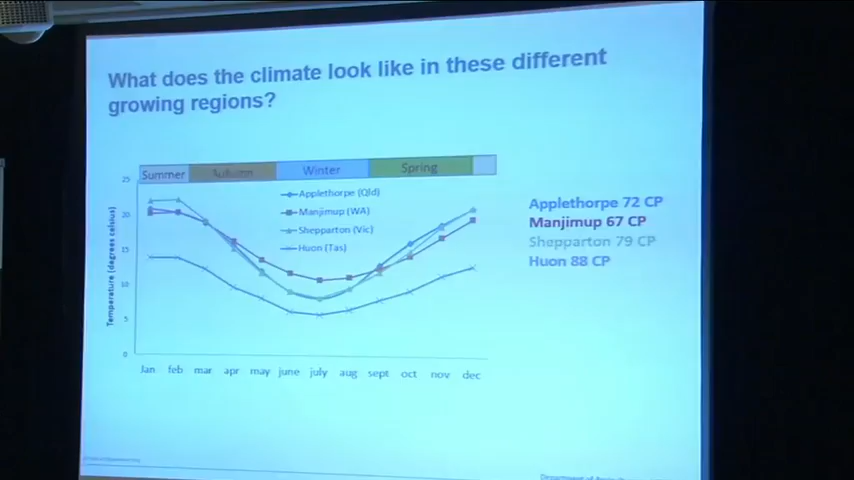 What does the climate look like in these different
growing regions?
Summer Autumn Winter Spring
Applethorpe (Qld)
Manjimup (WA)
Shepparton (Vic)
Huon (Tas)
Temperature (degrees celsius)
25
20
15
10
5
0
Jan feb mar apr may june july aug sept oct nov dec
Applethorpe 72 CP
Manjimup 67 CP
Shepparton 79 CP
Huon 88 CP
Department of